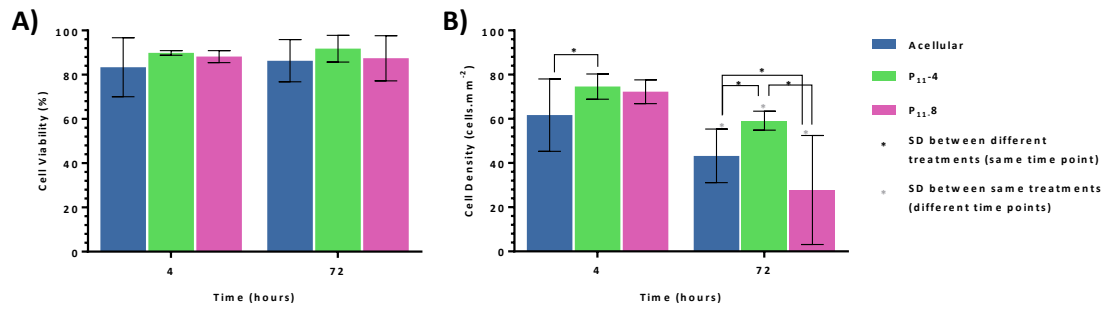 A)
100
80
60
40
20
0
Cell Viability (%)
4
72
Time (hours)
B)
100
80
60
40
20
0
Cell Density (cells.mm⁻²)
*
*
*
*
*
*
*
4
72
Time (hours)
Acellular
P₁₁-4
P₁₁.8
* SD between different
treatments (same time point)
* SD between same treatments
(different time points)